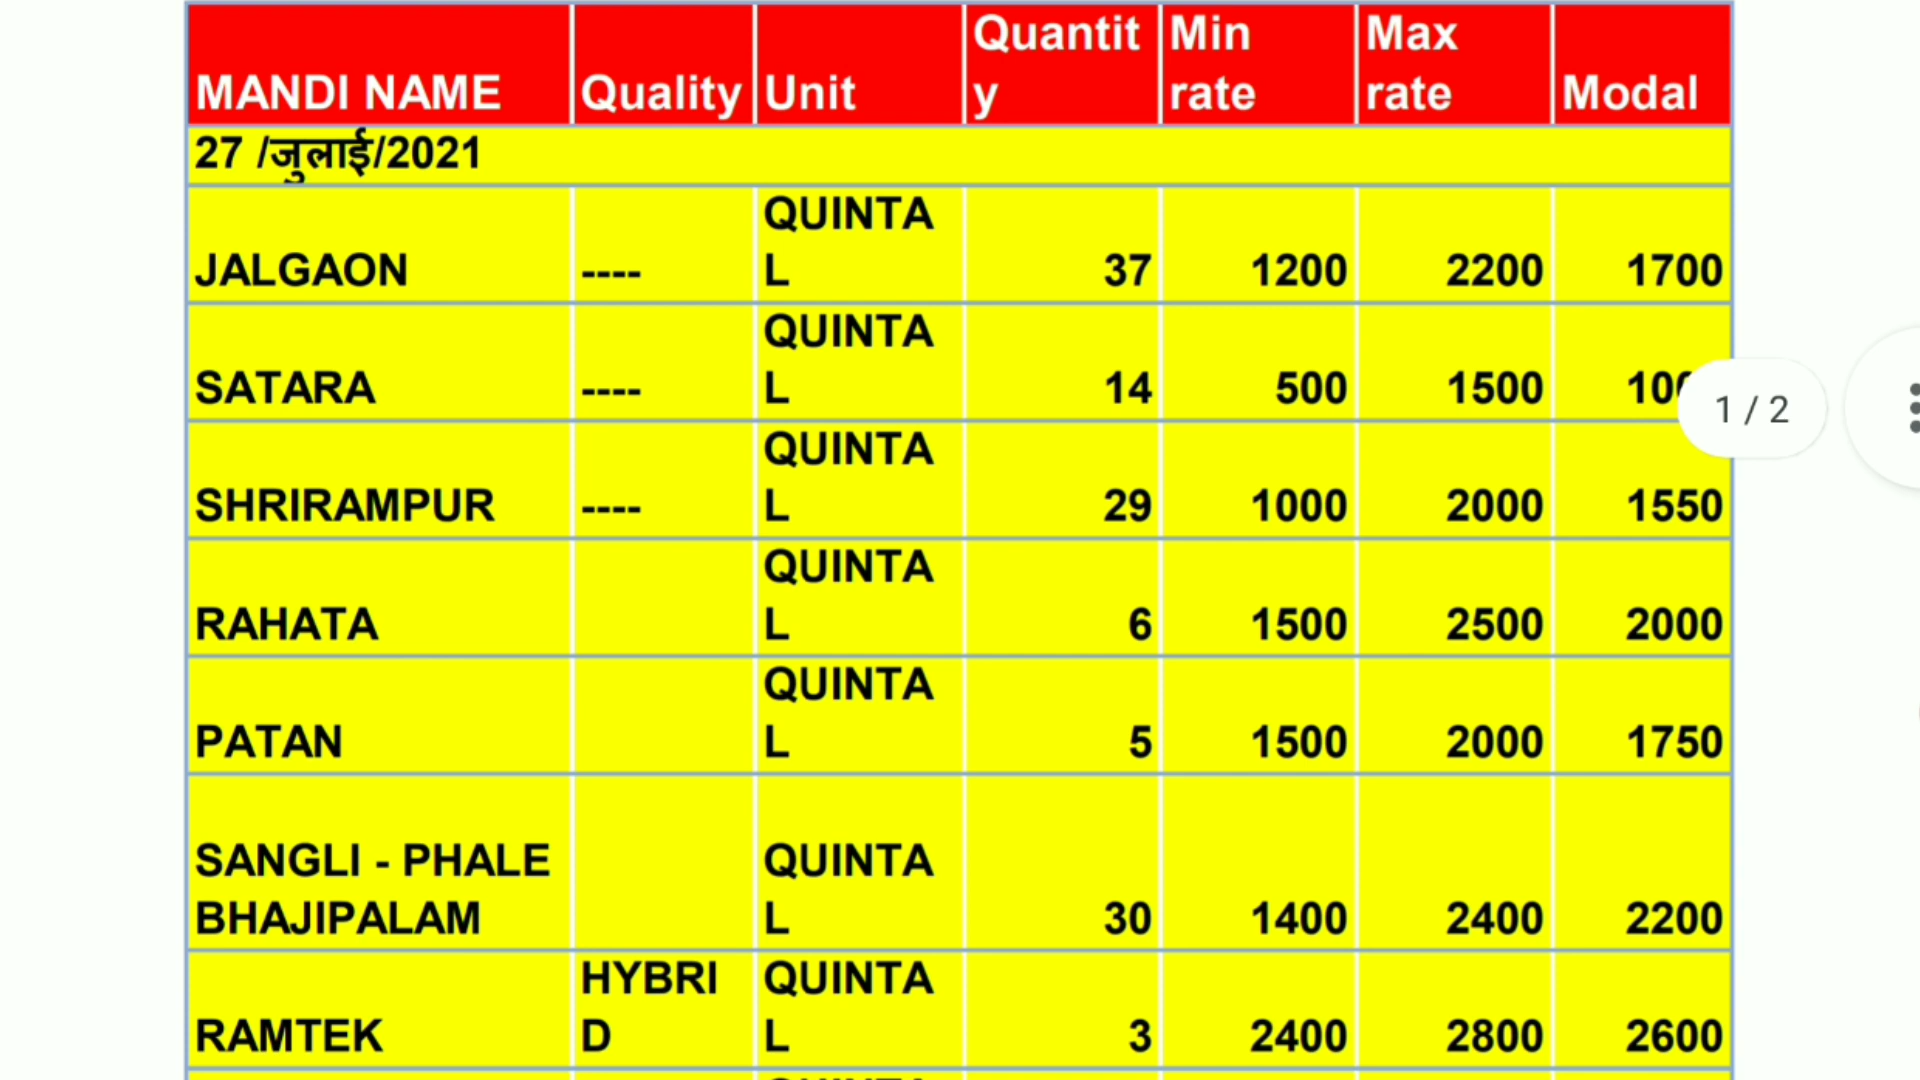 MANDI NAME Quality Unit Quantit Min Max Modal
y rate rate
27 /जुलाई/2021
QUINTA
JALGAON ---- L 37 1200 2200 1700
QUINTA
SATARA ---- L 14 500 1500
1 / 2
QUINTA
SHRIRAMPUR ---- L 29 1000 2000 1550
QUINTA
RAHATA L 6 1500 2500 2000
QUINTA
PATAN L 5 1500 2000 1750
SANGLI - PHALE QUINTA
BHAJIPALAM L 30 1400 2400 2200
HYBRI QUINTA
RAMTEK D L 3 2400 2800 2600